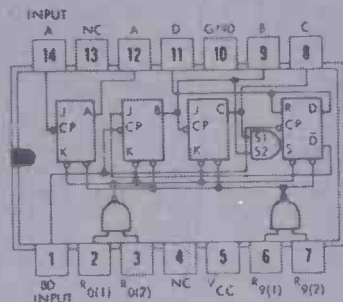 INPUT
A NC A D GND B C
14 13 12 11 10 9 8
J A J B J C R D
CP CP CP S1 CP
K K K S2 S D̅
1 2 3 4 5 6 7
BD R0(1) R0(2) NC VCC R9(1) R9(2)
INPUT